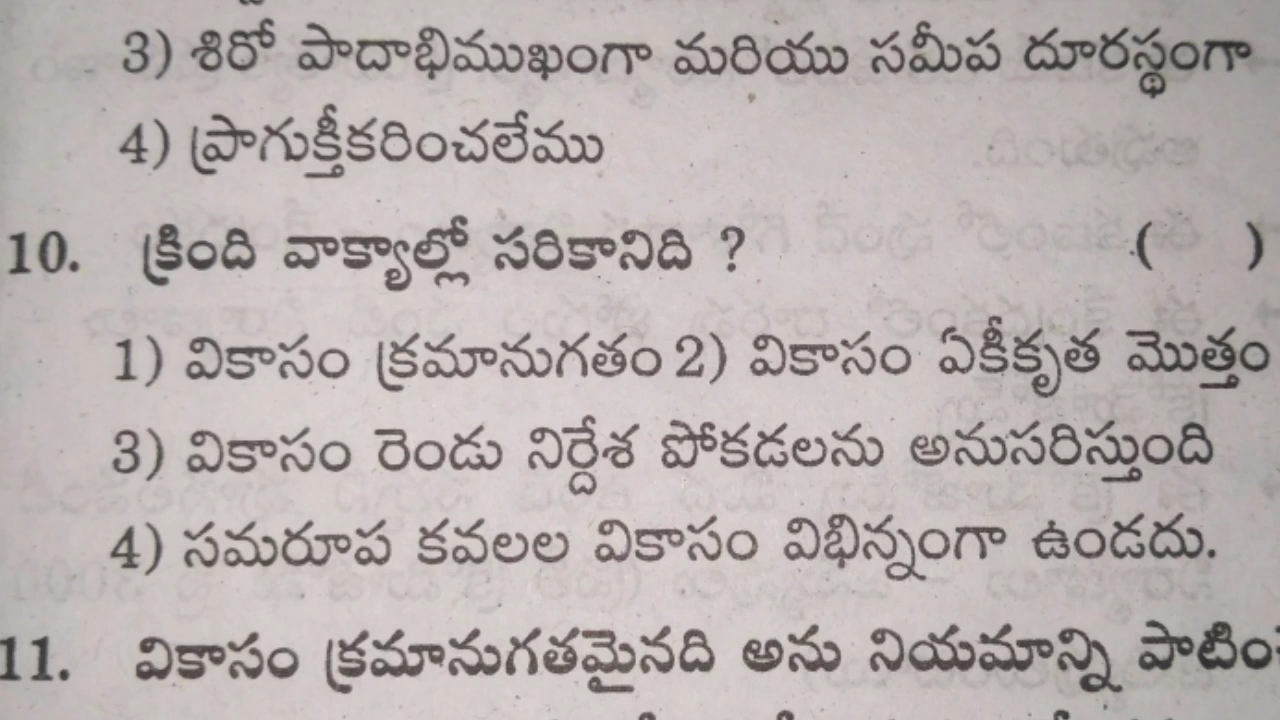 3) శిరో పాదాభిముఖంగా మరియు సమీప దూరస్థంగా
4) ప్రాగుక్తీకరించలేము
10. క్రింది వాక్యాల్లో సరికానిది ? ( )
1) వికాసం క్రమానుగతం 2) వికాసం ఏకీకృత మొత్తం
3) వికాసం రెండు నిర్దేశ పోకడలను అనుసరిస్తుంది
4) సమరూప కవలల వికాసం విభిన్నంగా ఉండదు.
11. వికాసం క్రమానుగతమైనది అను నియమాన్ని